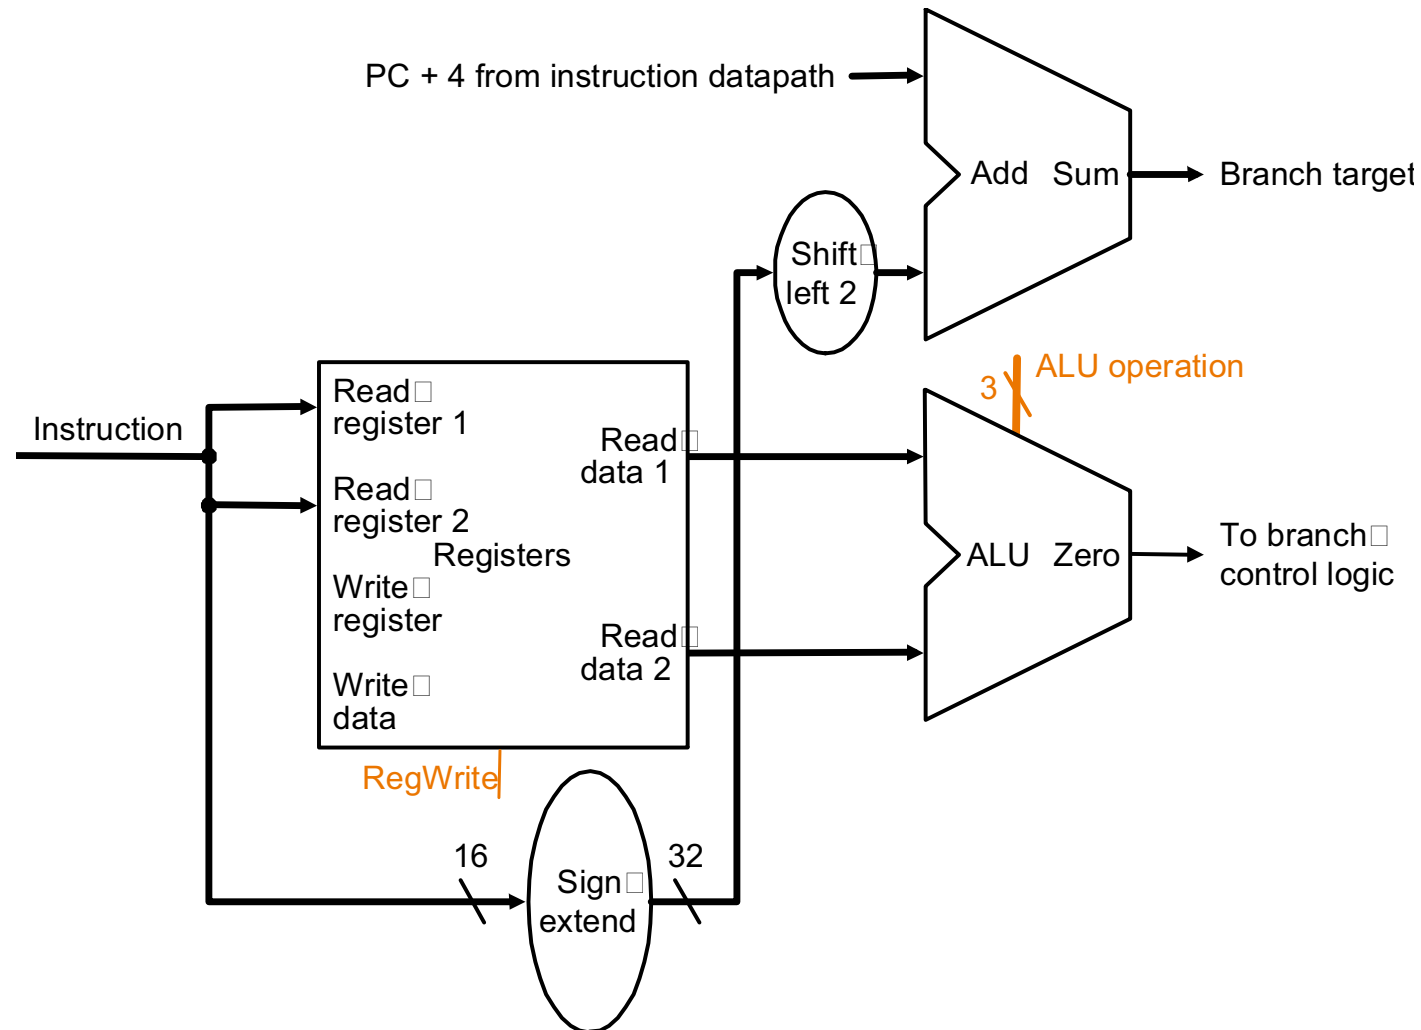 PC + 4 from instruction datapath
Add Sum
Branch target
Shift
left 2
ALU operation
3
Instruction
Read
register 1
Read
data 1
Read
register 2
Registers
ALU Zero
To branch
control logic
Write
register
Read
data 2
Write
data
RegWrite
16
32
Sign
extend